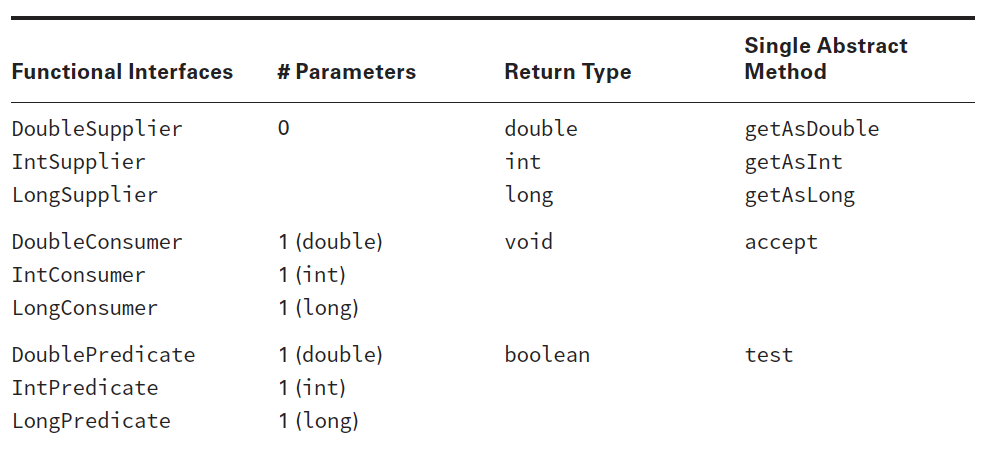 Functional Interfaces # Parameters Return Type Single Abstract Method
DoubleSupplier 0 double getAsDouble
IntSupplier int getAsInt
LongSupplier long getAsLong
DoubleConsumer 1 (double) void accept
IntConsumer 1 (int)
LongConsumer 1 (long)
DoublePredicate 1 (double) boolean test
IntPredicate 1 (int)
LongPredicate 1 (long)